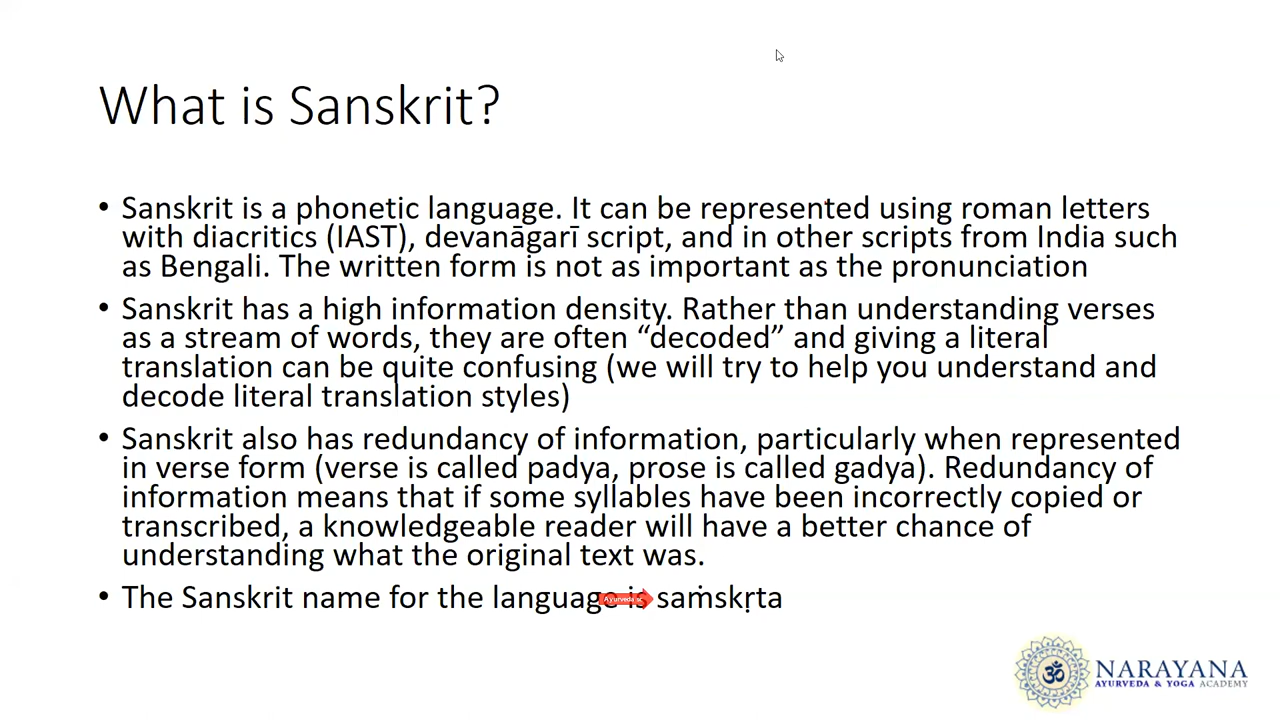 What is Sanskrit?
• Sanskrit is a phonetic language. It can be represented using roman letters
with diacritics (IAST), devanāgarī script, and in other scripts from India such
as Bengali. The written form is not as important as the pronunciation
• Sanskrit has a high information density. Rather than understanding verses
as a stream of words, they are often “decoded” and giving a literal
translation can be quite confusing (we will try to help you understand and
decode literal translation styles)
• Sanskrit also has redundancy of information, particularly when represented
in verse form (verse is called padya, prose is called gadya). Redundancy of
information means that if some syllables have been incorrectly copied or
transcribed, a knowledgeable reader will have a better chance of
understanding what the original text was.
• The Sanskrit name for the language is saṁskṛta
Ayurveda
NARAYANA
AYURVEDA & YOGA ACADEMY